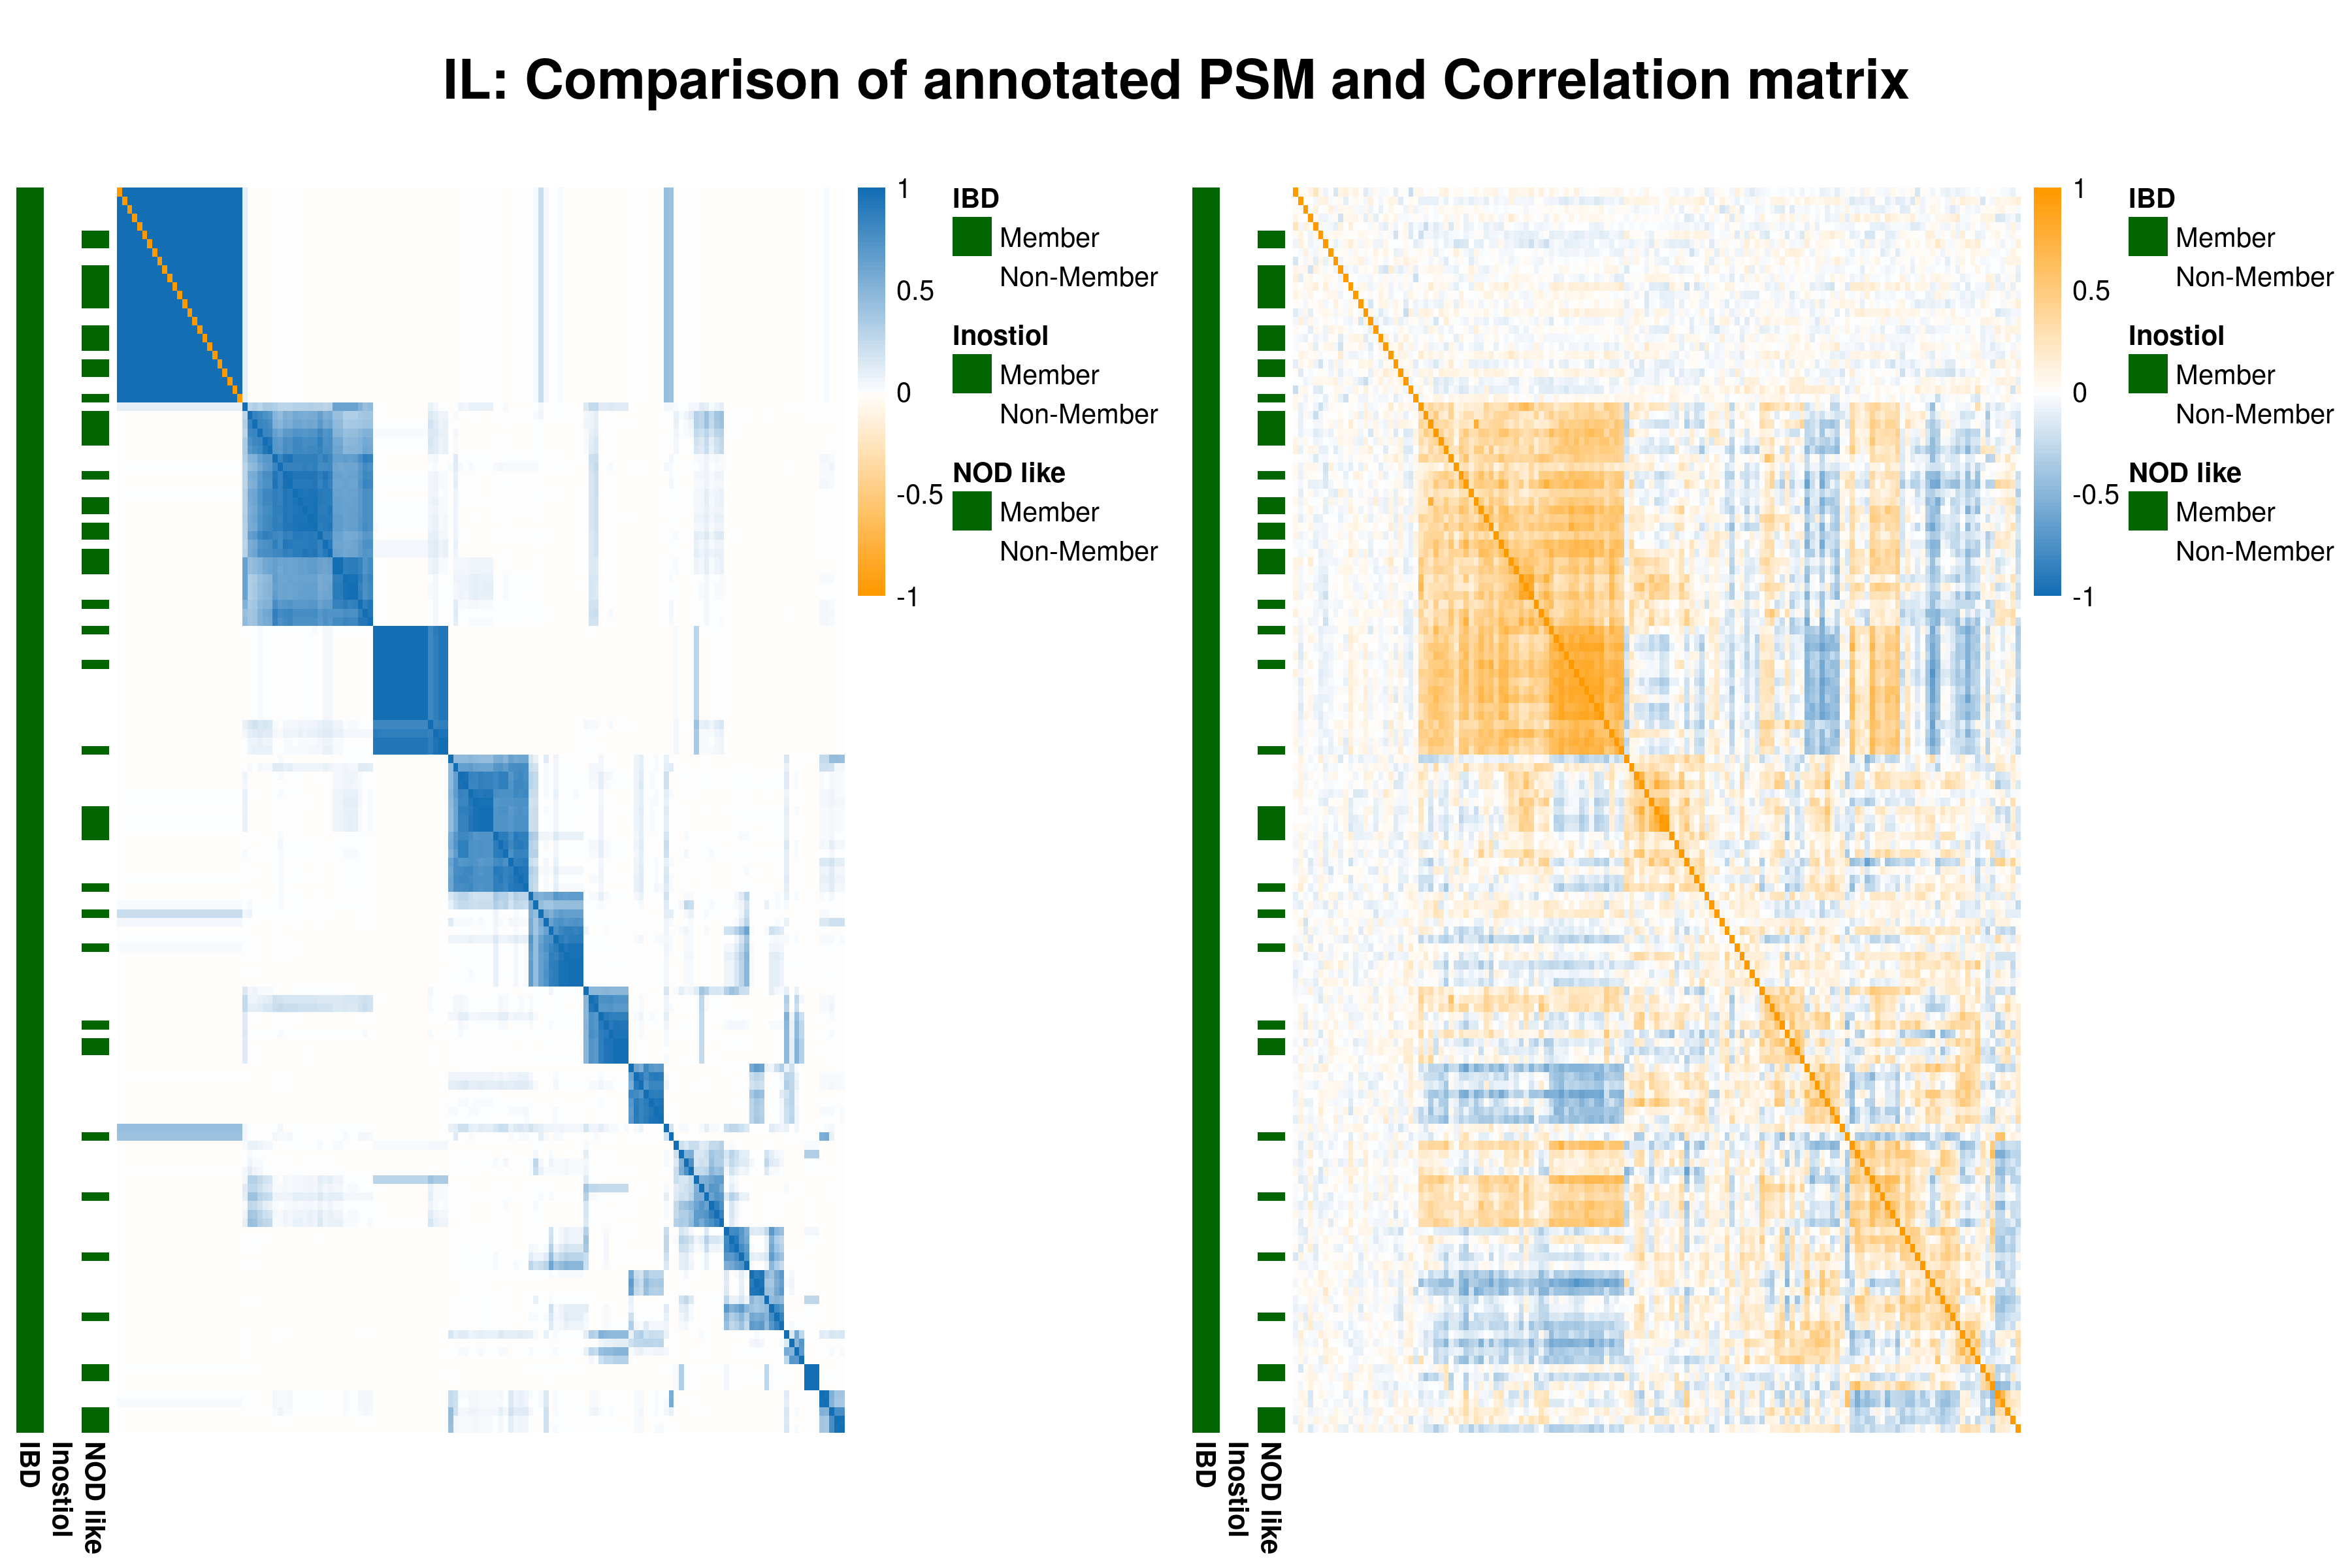 IL: Comparison of annotated PSM and Correlation matrix
1
0.5
0
-0.5
-1
IBD
Member
Non-Member
Inostiol
Member
Non-Member
NOD like
Member
Non-Member
IBD
Inostiol
NOD like
1
0.5
0
-0.5
-1
IBD
Member
Non-Member
Inostiol
Member
Non-Member
NOD like
Member
Non-Member
IBD
Inostiol
NOD like